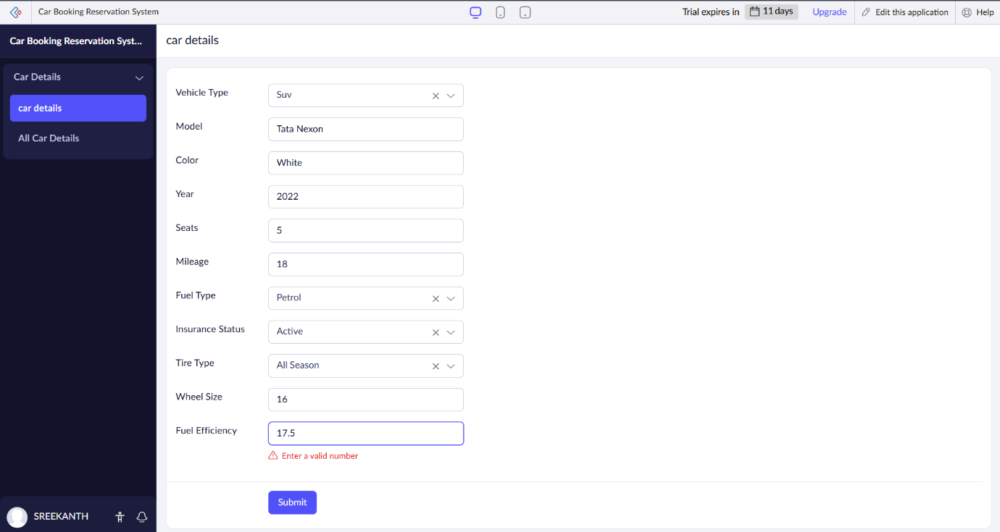 Car Booking Reservation System
Trial expires in 11 days Upgrade Edit this application Help
Car Booking Reservation Syst...
car details
Car Details
car details
All Car Details
Vehicle Type Suv
Model Tata Nexon
Color White
Year 2022
Seats 5
Mileage 18
Fuel Type Petrol
Insurance Status Active
Tire Type All Season
Wheel Size 16
Fuel Efficiency 17.5
Enter a valid number
Submit
SREEKANTH